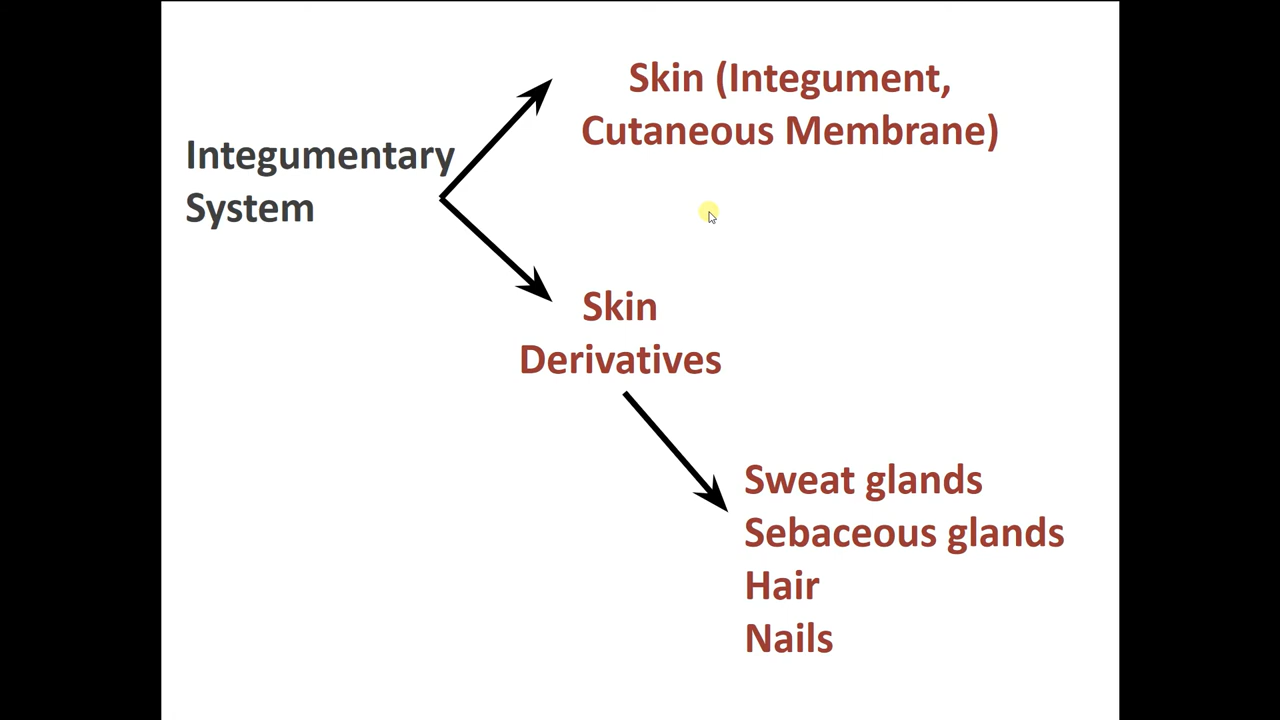 Skin (Integument,
Cutaneous Membrane)
Integumentary
System
Skin
Derivatives
Sweat glands
Sebaceous glands
Hair
Nails